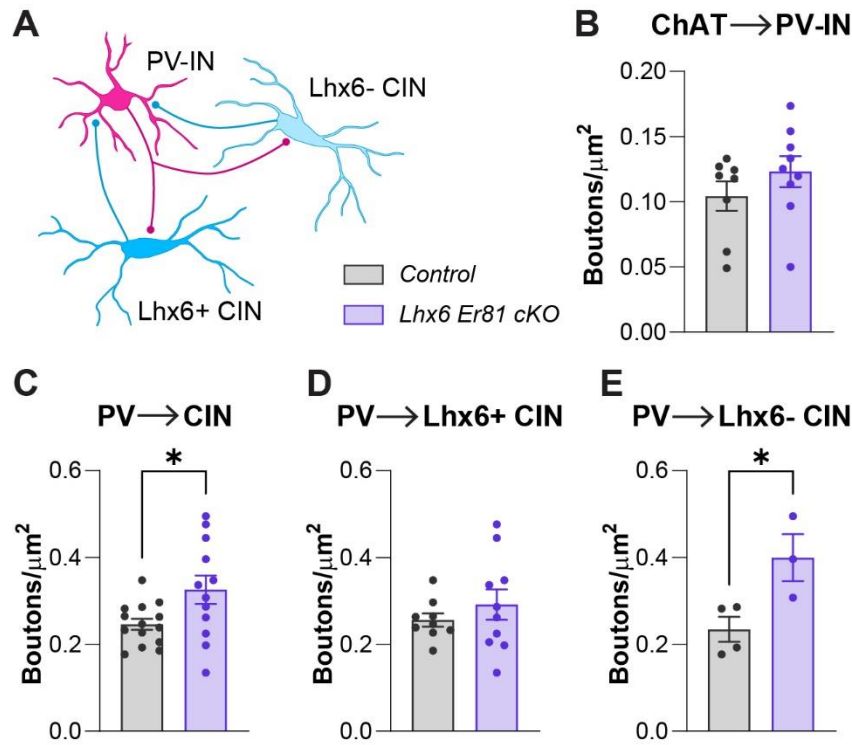 A
PV-IN
Lhx6- CIN
Lhx6+ CIN
Control
Lhx6 Er81 cKO
B
ChAT → PV-IN
Boutons/μm²
0.20
0.15
0.10
0.05
0.00
C
PV → CIN
Boutons/μm²
0.6
0.4
0.2
0.0
*
D
PV → Lhx6+ CIN
Boutons/μm²
0.6
0.4
0.2
0.0
E
PV → Lhx6- CIN
Boutons/μm²
0.6
0.4
0.2
0.0
*